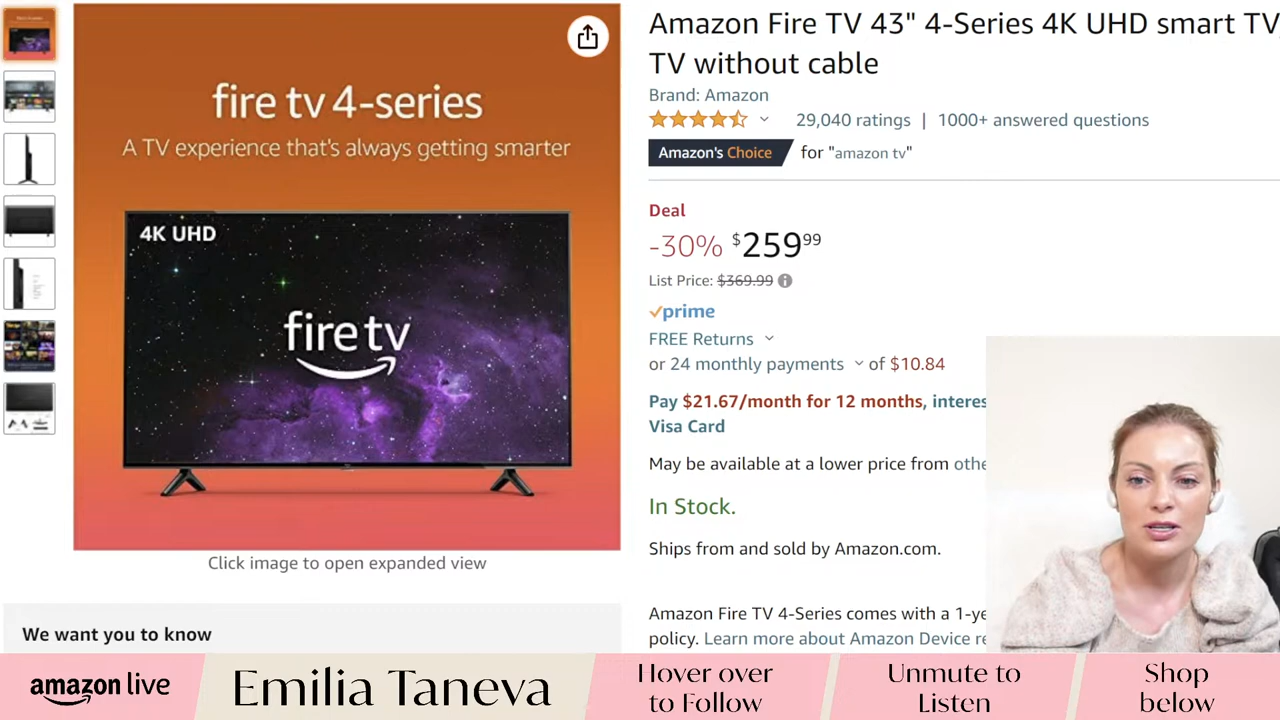 fire tv 4-series
A TV experience that's always getting smarter
4K UHD
fire tv
Click image to open expanded view
We want you to know
Amazon Fire TV 43" 4-Series 4K UHD smart TV,
TV without cable
Brand: Amazon
29,040 ratings | 1000+ answered questions
Amazon's Choice for "amazon tv"
Deal
-30% $259 99
List Price: $369.99
prime
FREE Returns
or 24 monthly payments of $10.84
Pay $21.67/month for 12 months, interes
Visa Card
May be available at a lower price from othe
In Stock.
Ships from and sold by Amazon.com.
Amazon Fire TV 4-Series comes with a 1-ye
policy. Learn more about Amazon Device re
amazon live
Emilia Taneva
Hover over
to Follow
Unmute to
Listen
Shop
below